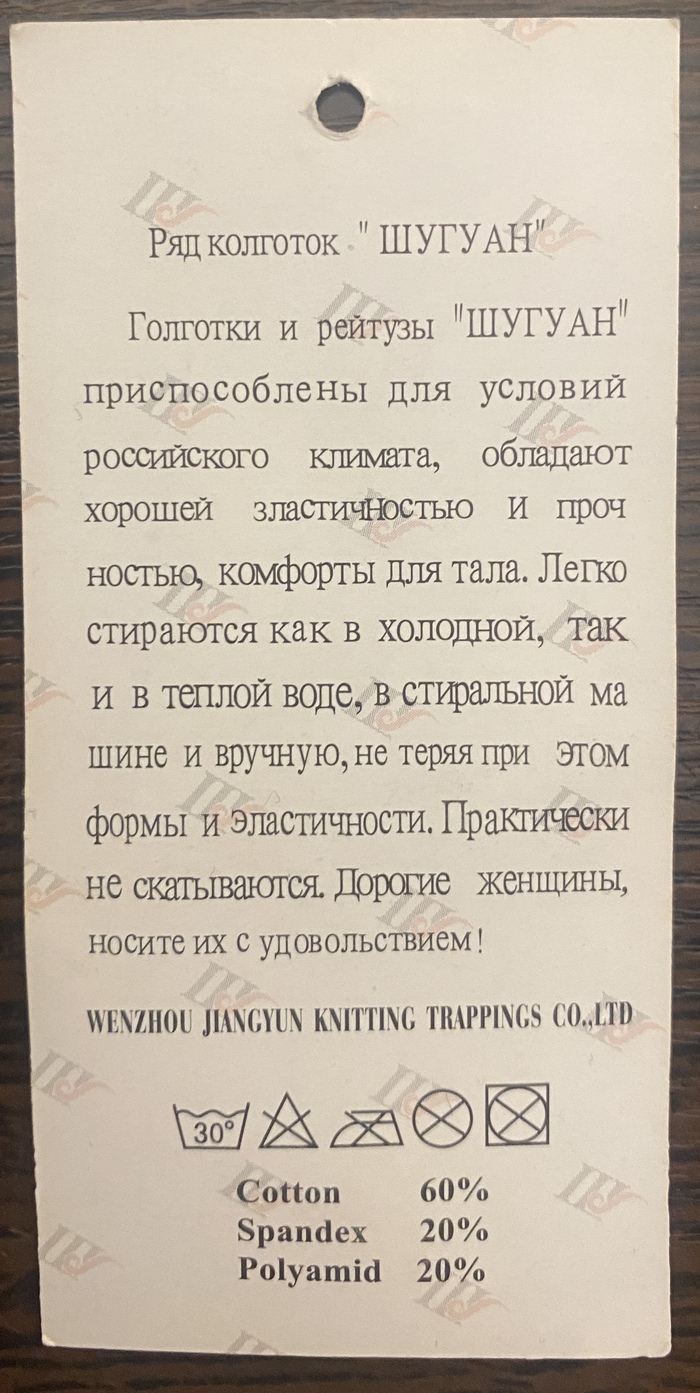 Ряд колготок " ШУГУАН"
Голготки и рейтузы "ШУГУАН"
приспособлены для условий
российского климата, обладают
хорошей зластичностью и проч
ностью, комфорты для тала. Легко
стираются как в холодной, так
и в теплой воде, в стиральной ма
шине и вручную, не теряя при этом
формы и эластичности. Практически
не скатываются. Дорогие женщины,
носите их с удовольствием!
WENZHOU JIANGYUN KNITTING TRAPPINGS CO.,LTD
30°
Cotton 60%
Spandex 20%
Polyamid 20%